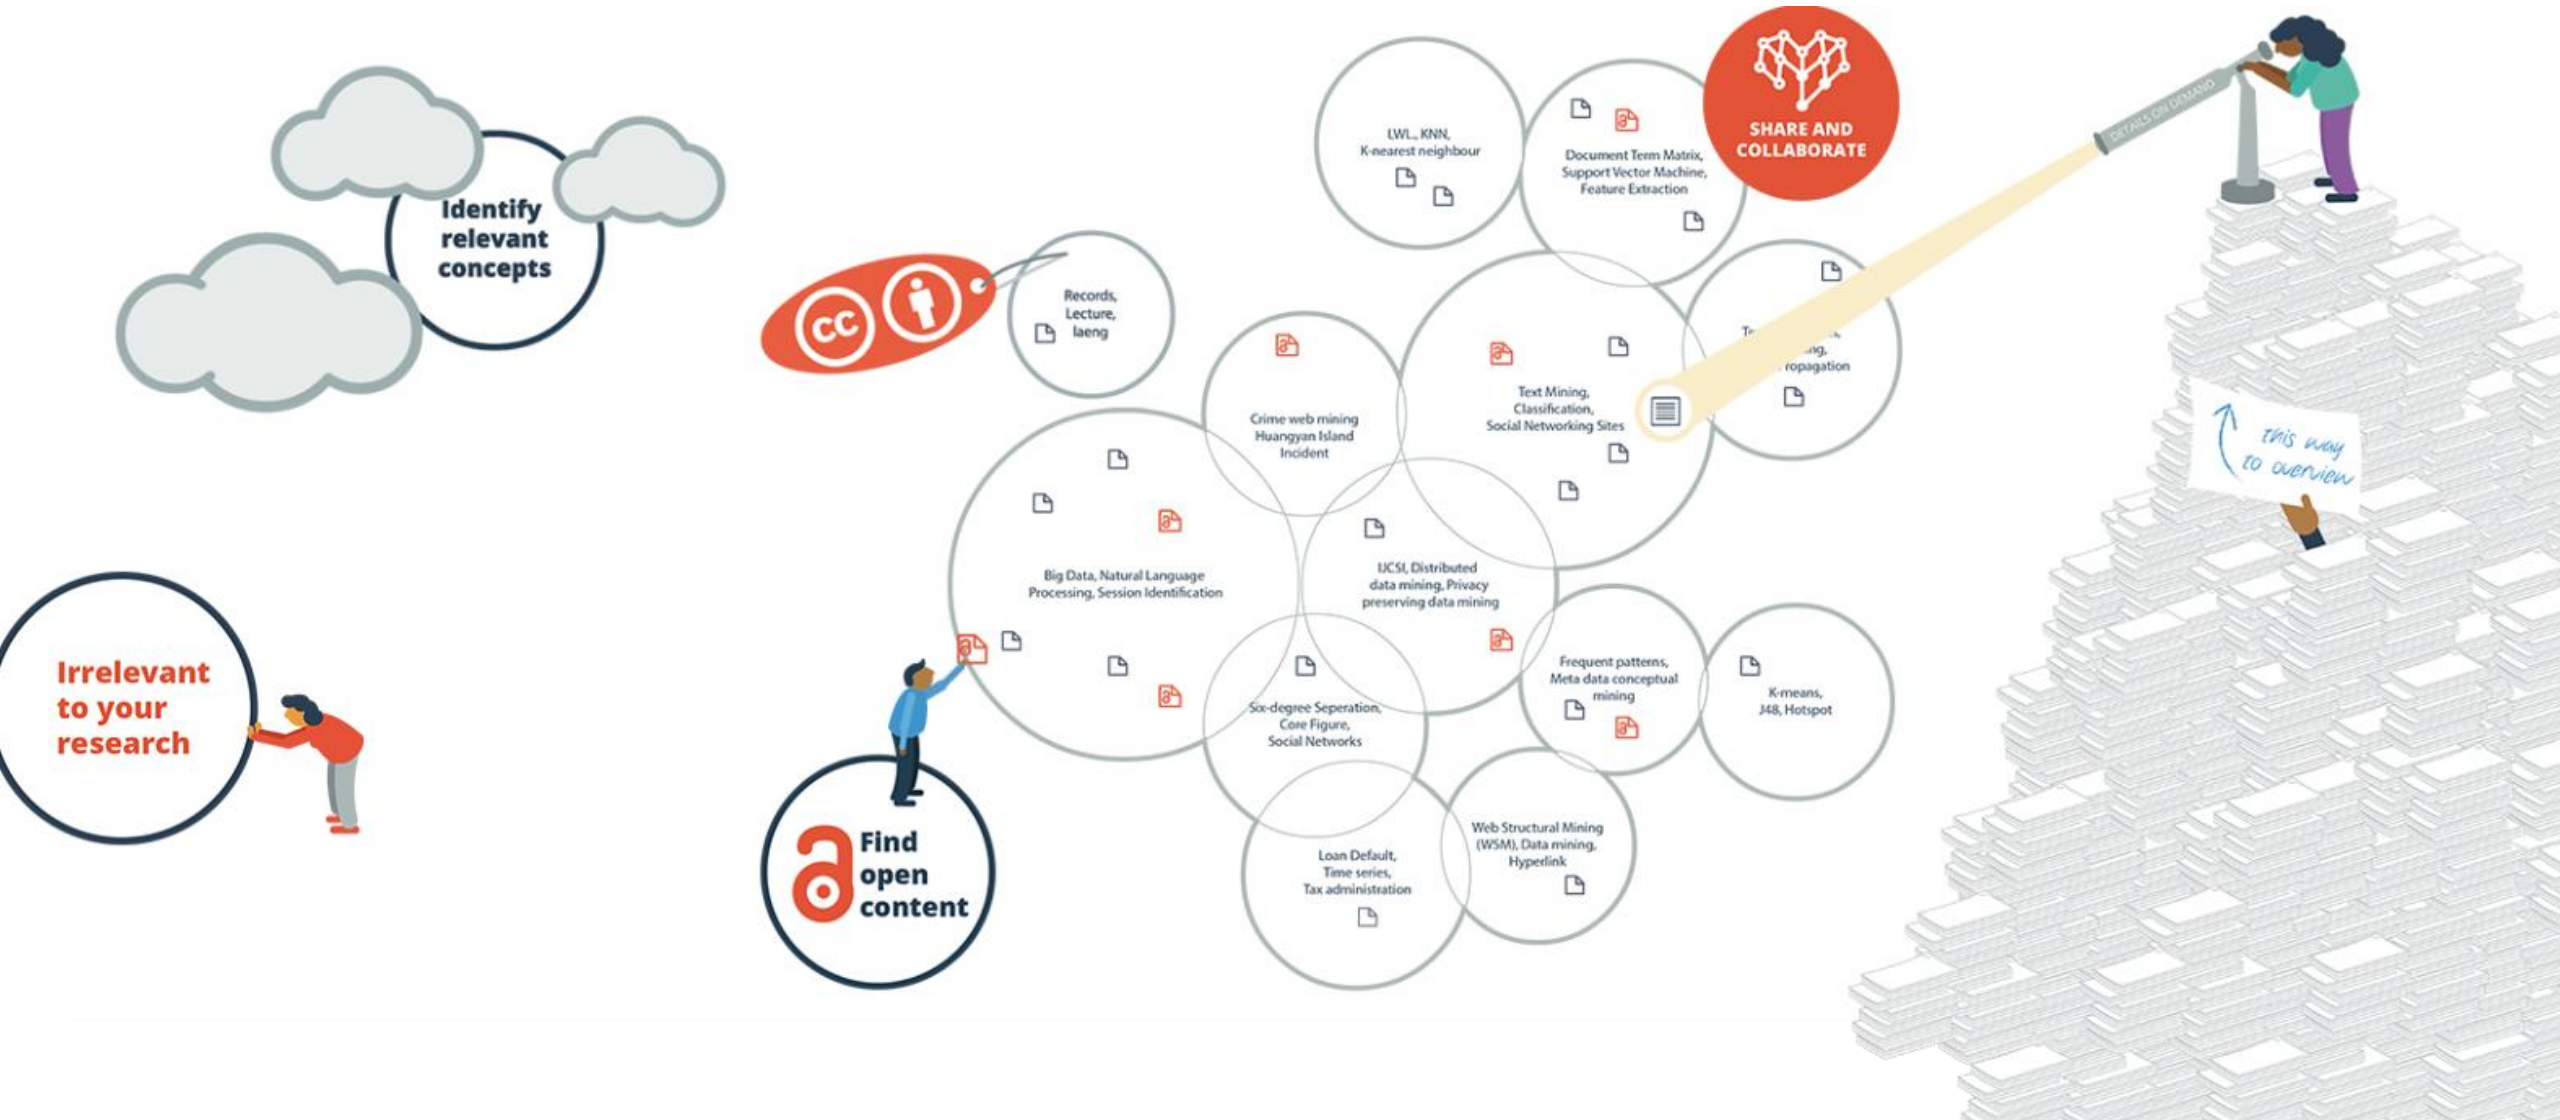 Identify
relevant
concepts
Irrelevant
to your
research
cc
Find
open
content
Records,
Lecture,
Iaeng
LWL, KNN,
K-nearest neighbour
Document Term Matrix,
Support Vector Machine,
Feature Extraction
SHARE AND
COLLABORATE
DETAILS ON DEMAND
Crime web mining
Huangyan Island
Incident
Text Mining,
Classification,
Social Networking Sites
Big Data, Natural Language
Processing, Session Identification
IJCSI, Distributed
data mining, Privacy
preserving data mining
Six-degree Seperation,
Core Figure,
Social Networks
Frequent patterns,
Meta data conceptual
mining
K-means,
J48, Hotspot
Loan Default,
Time series,
Tax administration
Web Structural Mining
(WSM), Data mining,
Hyperlink
this way
to overview